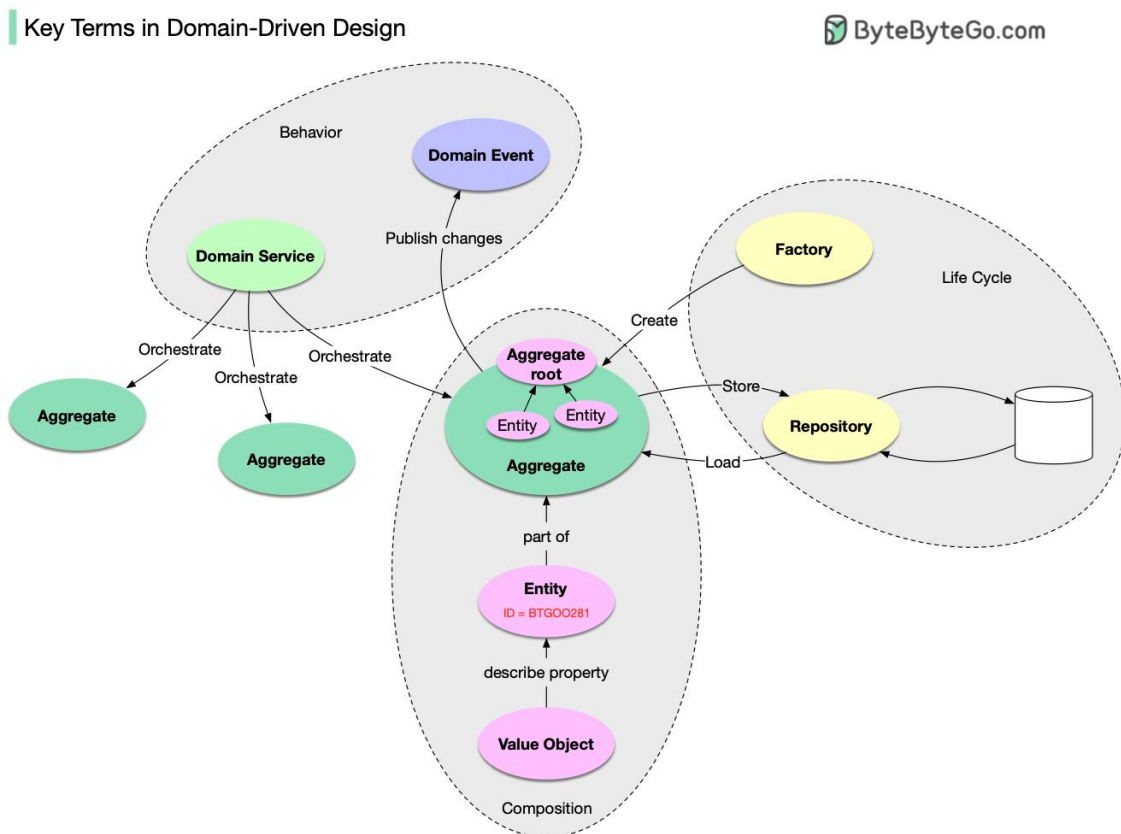 Key Terms in Domain-Driven Design
ByteByteGo.com
Behavior
Domain Event
Publish changes
Domain Service
Factory
Life Cycle
Create
Orchestrate
Orchestrate
Orchestrate
Aggregate
root
Entity
Entity
Aggregate
Store
Repository
Load
Aggregate
Aggregate
part of
Entity
ID = BTGOO281
describe property
Value Object
Composition